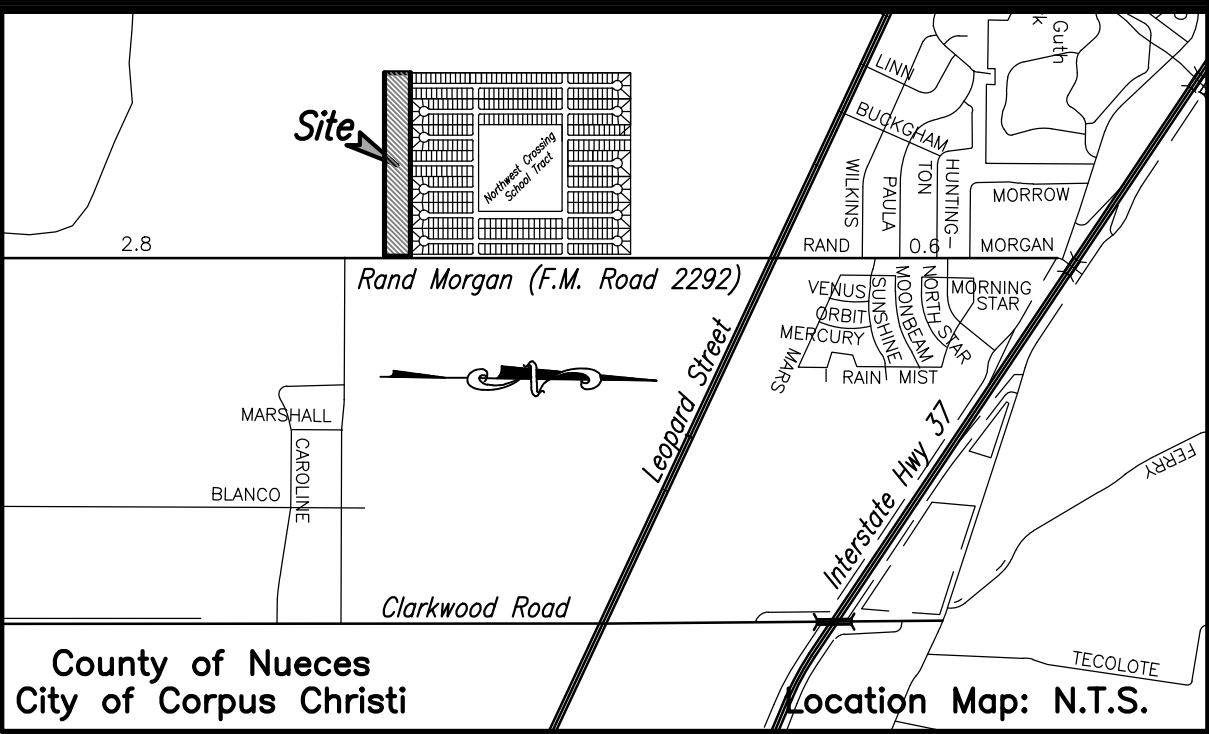 Guth
k
LINN
BUCKGHAM
Site
Northwest Crossing
School Tract
WILKINS
PAULA
TON
HUNTING-
MORROW
2.8
RAND
0.6
MORGAN
Rand Morgan (F.M. Road 2292)
VENUS
SUNSHINE
MOONBEAM
NORTH STAR
MORNING
STAR
ORBIT
MERCURY
MARS
RAIN
MIST
Leopard Street
MARSHALL
CAROLINE
BLANCO
Interstate Hwy 37
FERRY
Clarkwood Road
TECOLOTE
County of Nueces
City of Corpus Christi
Location Map: N.T.S.